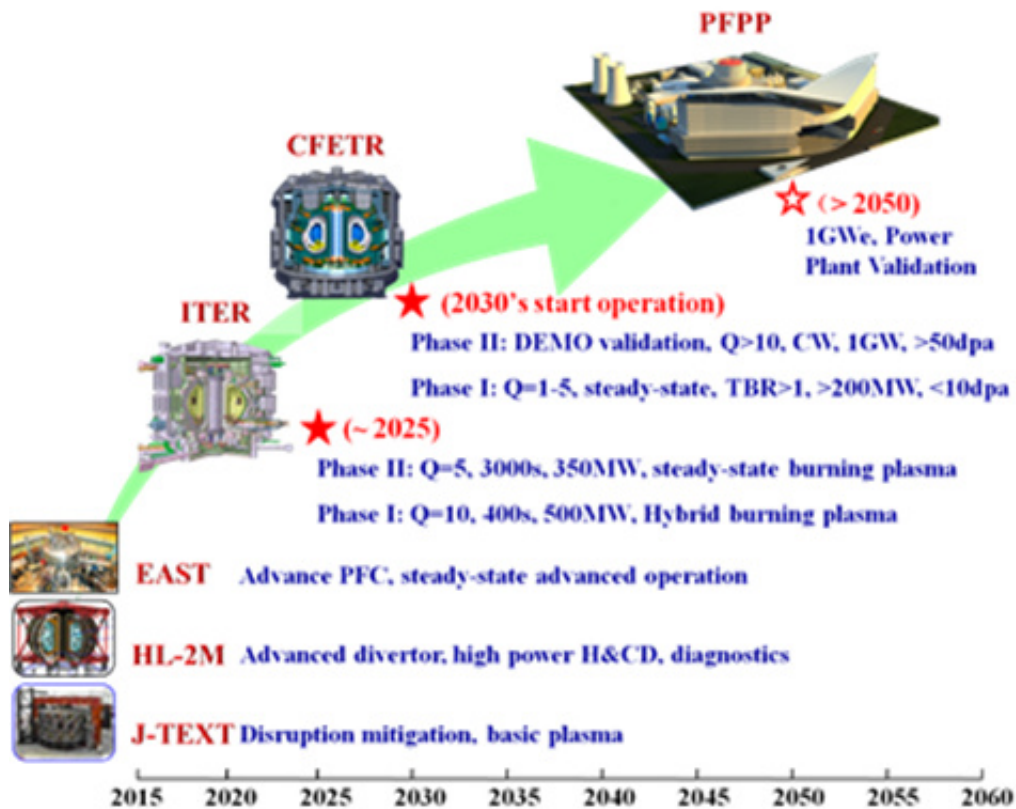 PFPP
CFETR
(> 2050)
1GWe, Power
Plant Validation
(2030's start operation)
ITER
Phase II: DEMO validation, Q>10, CW, 1GW, >50dpa
Phase I: Q=1-5, steady-state, TBR>1, >200MW, <10dpa
(~ 2025)
Phase II: Q=5, 3000s, 350MW, steady-state burning plasma
Phase I: Q=10, 400s, 500MW, Hybrid burning plasma
EAST Advance PFC, steady-state advanced operation
HL-2M Advanced divertor, high power H&CD, diagnostics
J-TEXT Disruption mitigation, basic plasma
2015 2020 2025 2030 2035 2040 2045 2050 2055 2060